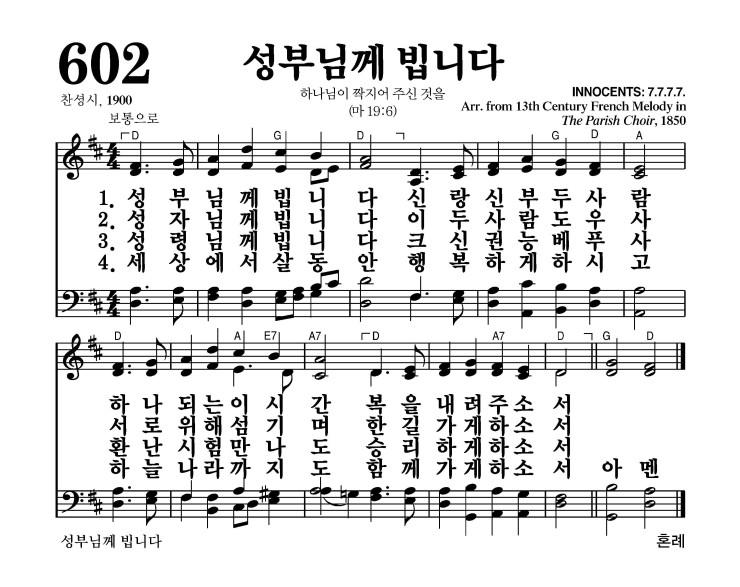 602
성부님께 빕니다
찬셩시, 1900
하나님이 짝지어 주신 것을
(마 19:6)
INNOCENTS: 7.7.7.7.
Arr. from 13th Century French Melody in
The Parish Choir, 1850
보통으로
D G D G D A
1. 성 부 님 께 빕 니 다 신 랑 신 부 두 사 람
2. 성 자 님 께 빕 니 다 이 두 사 람 도 우 사
3. 성 령 님 께 빕 니 다 크 신 권 능 베 푸 사
4. 세 상 에 서 살 동 안 행 복 하 게 하 시 고
D A E7 A7 D A7 D G D
하 나 되 는 이 시 간 복 을 내 려 주 소 서
서 로 위 해 섬 기 며 한 길 가 게 하 소 서
환 난 시 험 만 나 도 승 리 하 게 하 소 서
하 늘 나 라 까 지 도 함 께 가 게 하 소 서 아 멘
성부님께 빕니다
혼례